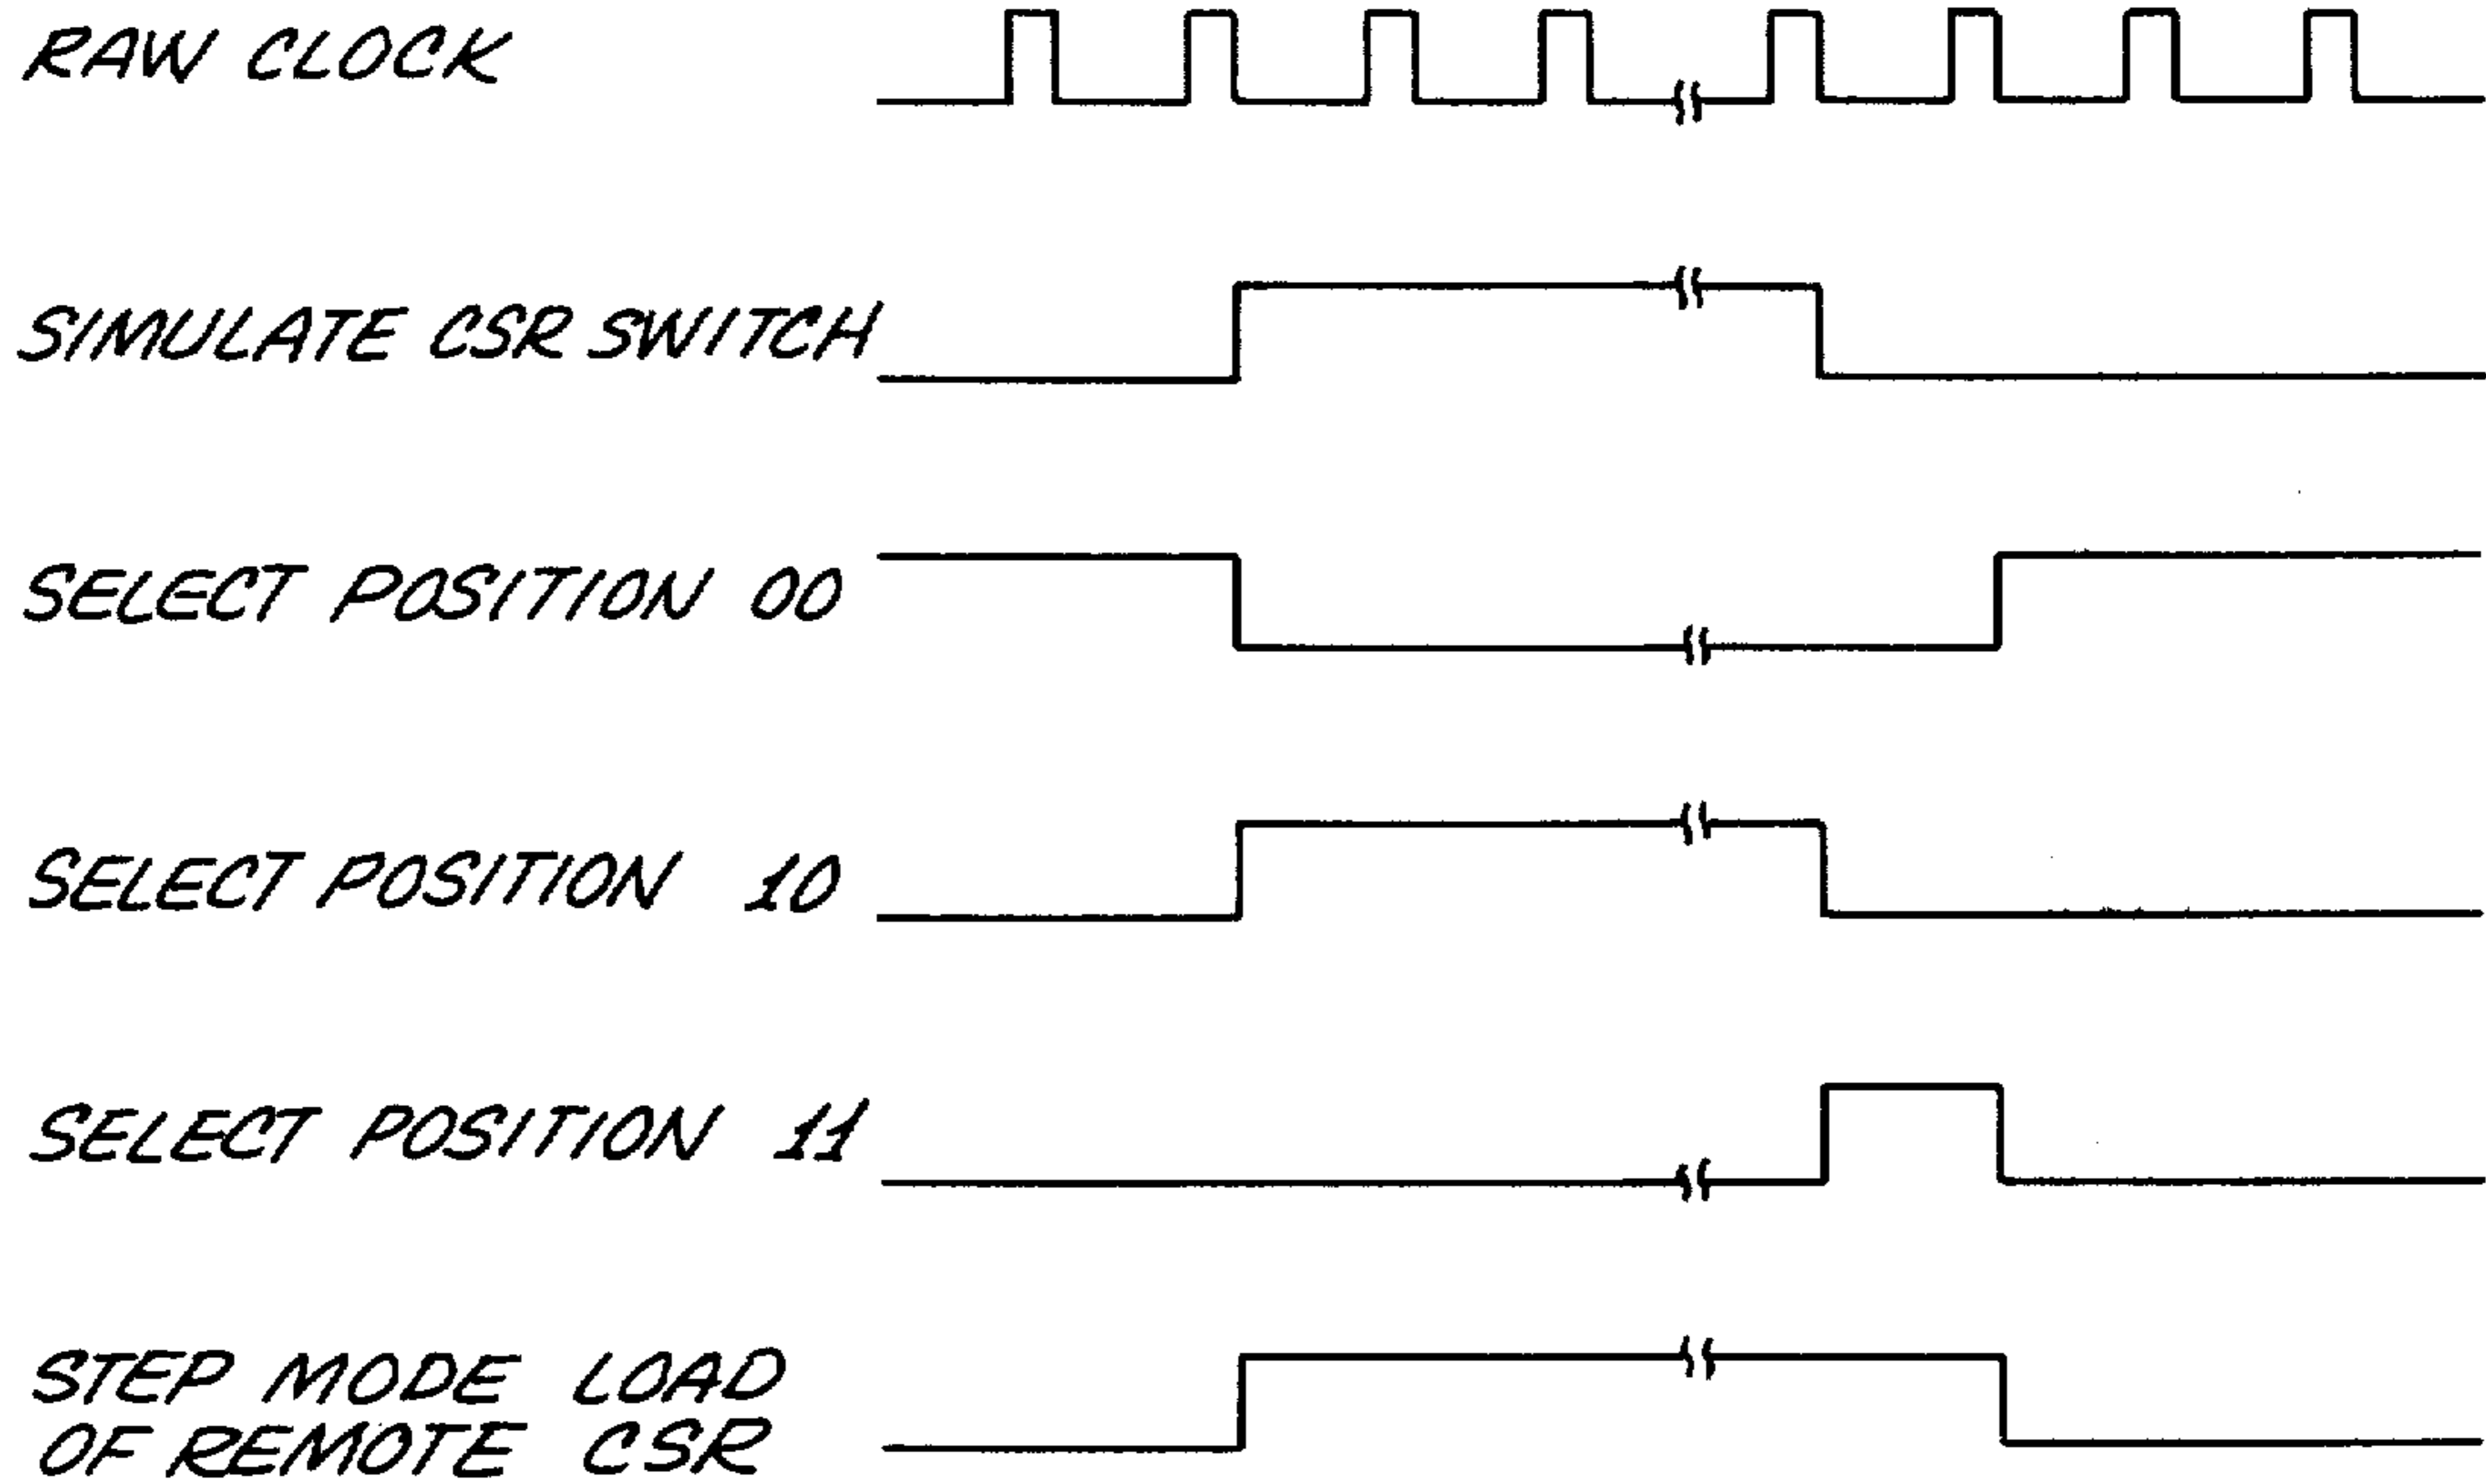 RAW CLOCK
SIMULATE CSR SWITCH
SELECT POSITION 00
SELECT POSITION 10
SELECT POSITION 11
STEP MODE LOAD
OF REMOTE CSR